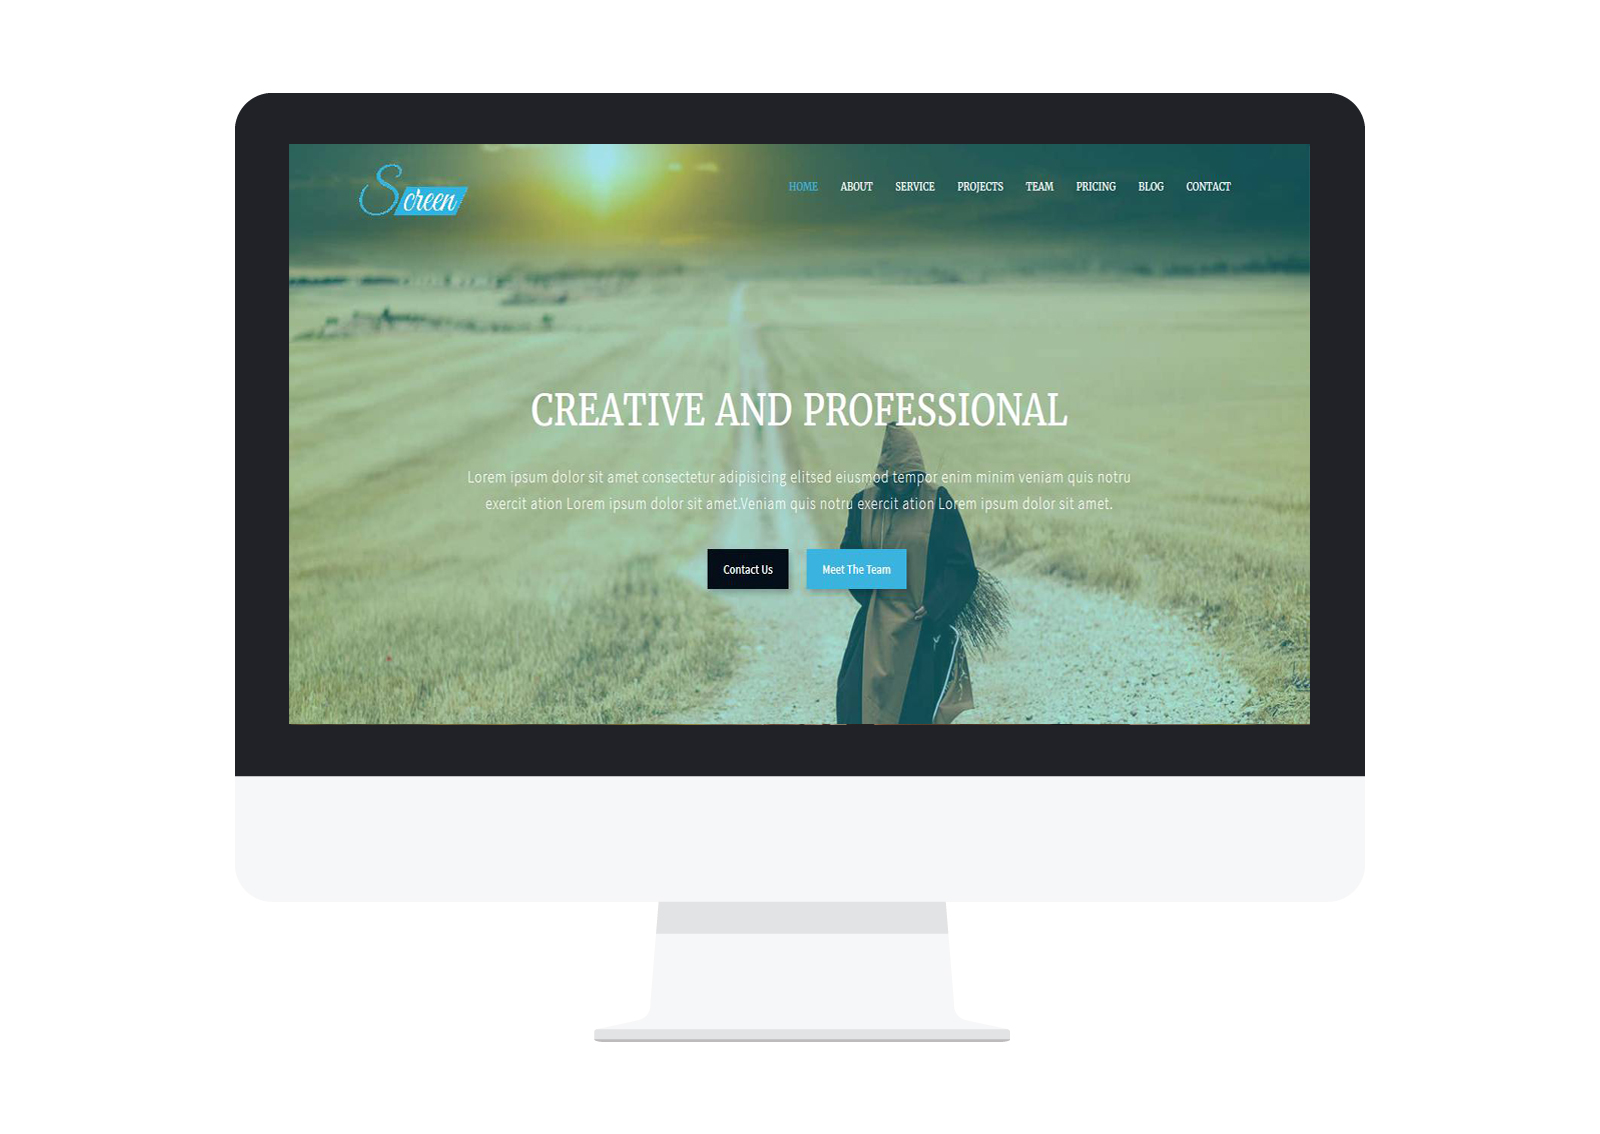 Screen
HOME ABOUT SERVICE PROJECTS TEAM PRICING BLOG CONTACT
CREATIVE AND PROFESSIONAL
Lorem ipsum dolor sit amet consectetur adipisicing elitsed eiusmod tempor enim minim veniam quis notru
exercit ation Lorem ipsum dolor sit amet.Veniam quis notru exercit ation Lorem ipsum dolor sit amet.
Contact Us Meet The Team